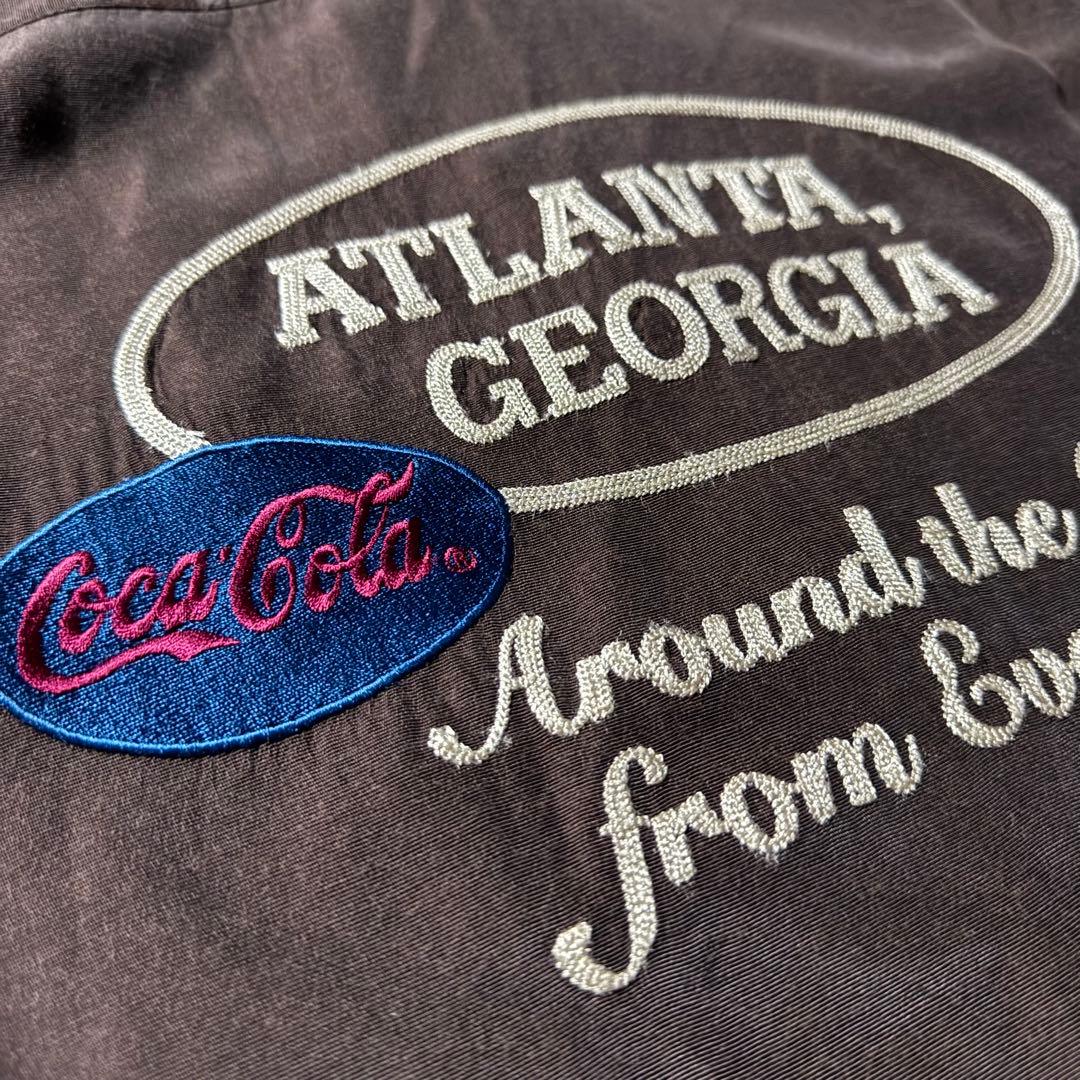 ATLANTA,
GEORGIA
Coca-Cola ®
Around the
from